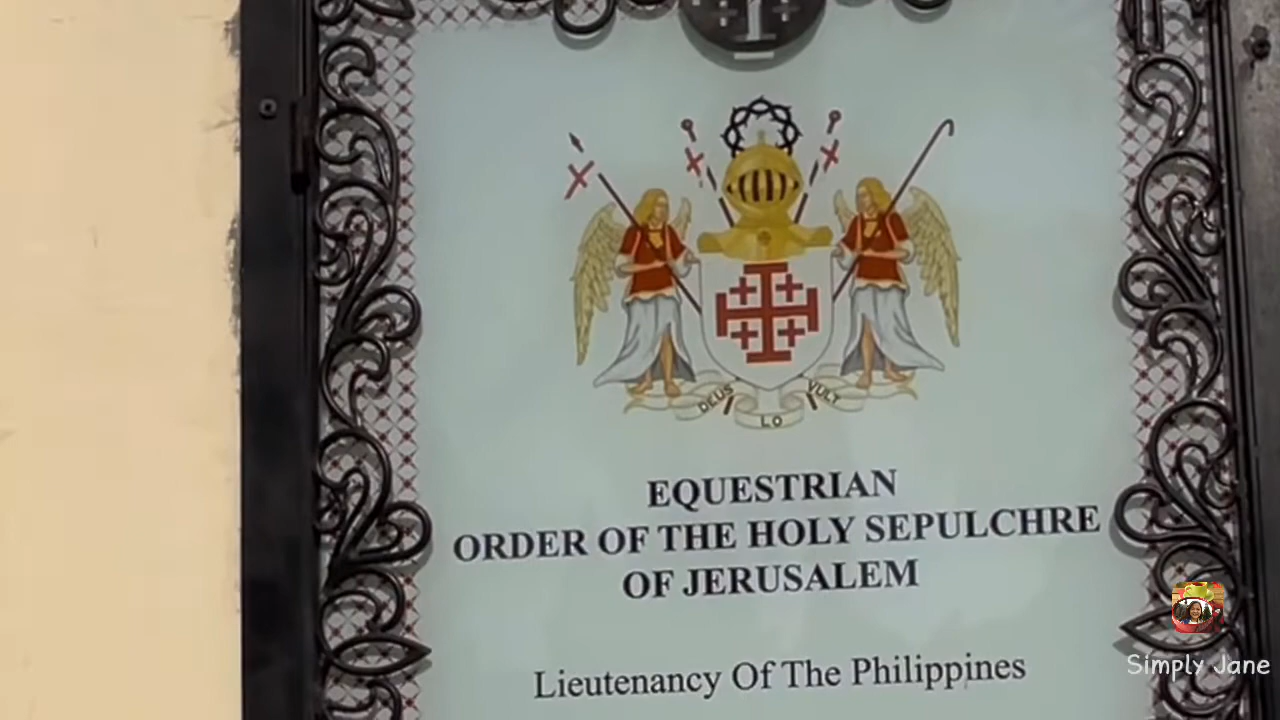 DEUS LO VULT
EQUESTRIAN
ORDER OF THE HOLY SEPULCHRE
OF JERUSALEM
Lieutenancy Of The Philippines
Simply Jane